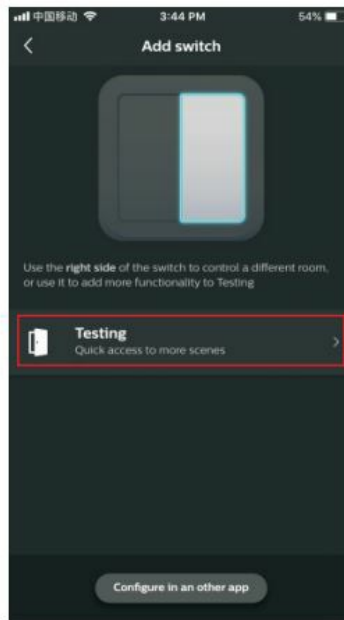 中国移动 3:44 PM 54%
Add switch
Use the right side of the switch to control a different room,
or use it to add more functionality to Testing
Testing
Quick access to more scenes
Configure in an other app